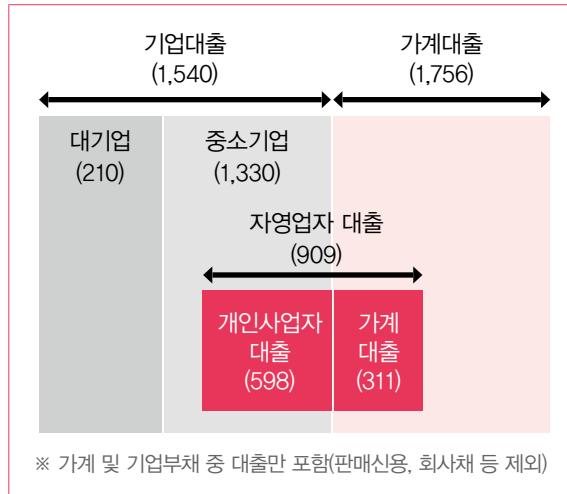 기업대출
(1,540)
가계대출
(1,756)
대기업
(210)
중소기업
(1,330)
자영업자 대출
(909)
개인사업자
대출
(598)
가계
대출
(311)
※ 가계 및 기업부채 중 대출만 포함(판매신용, 회사채 등 제외)